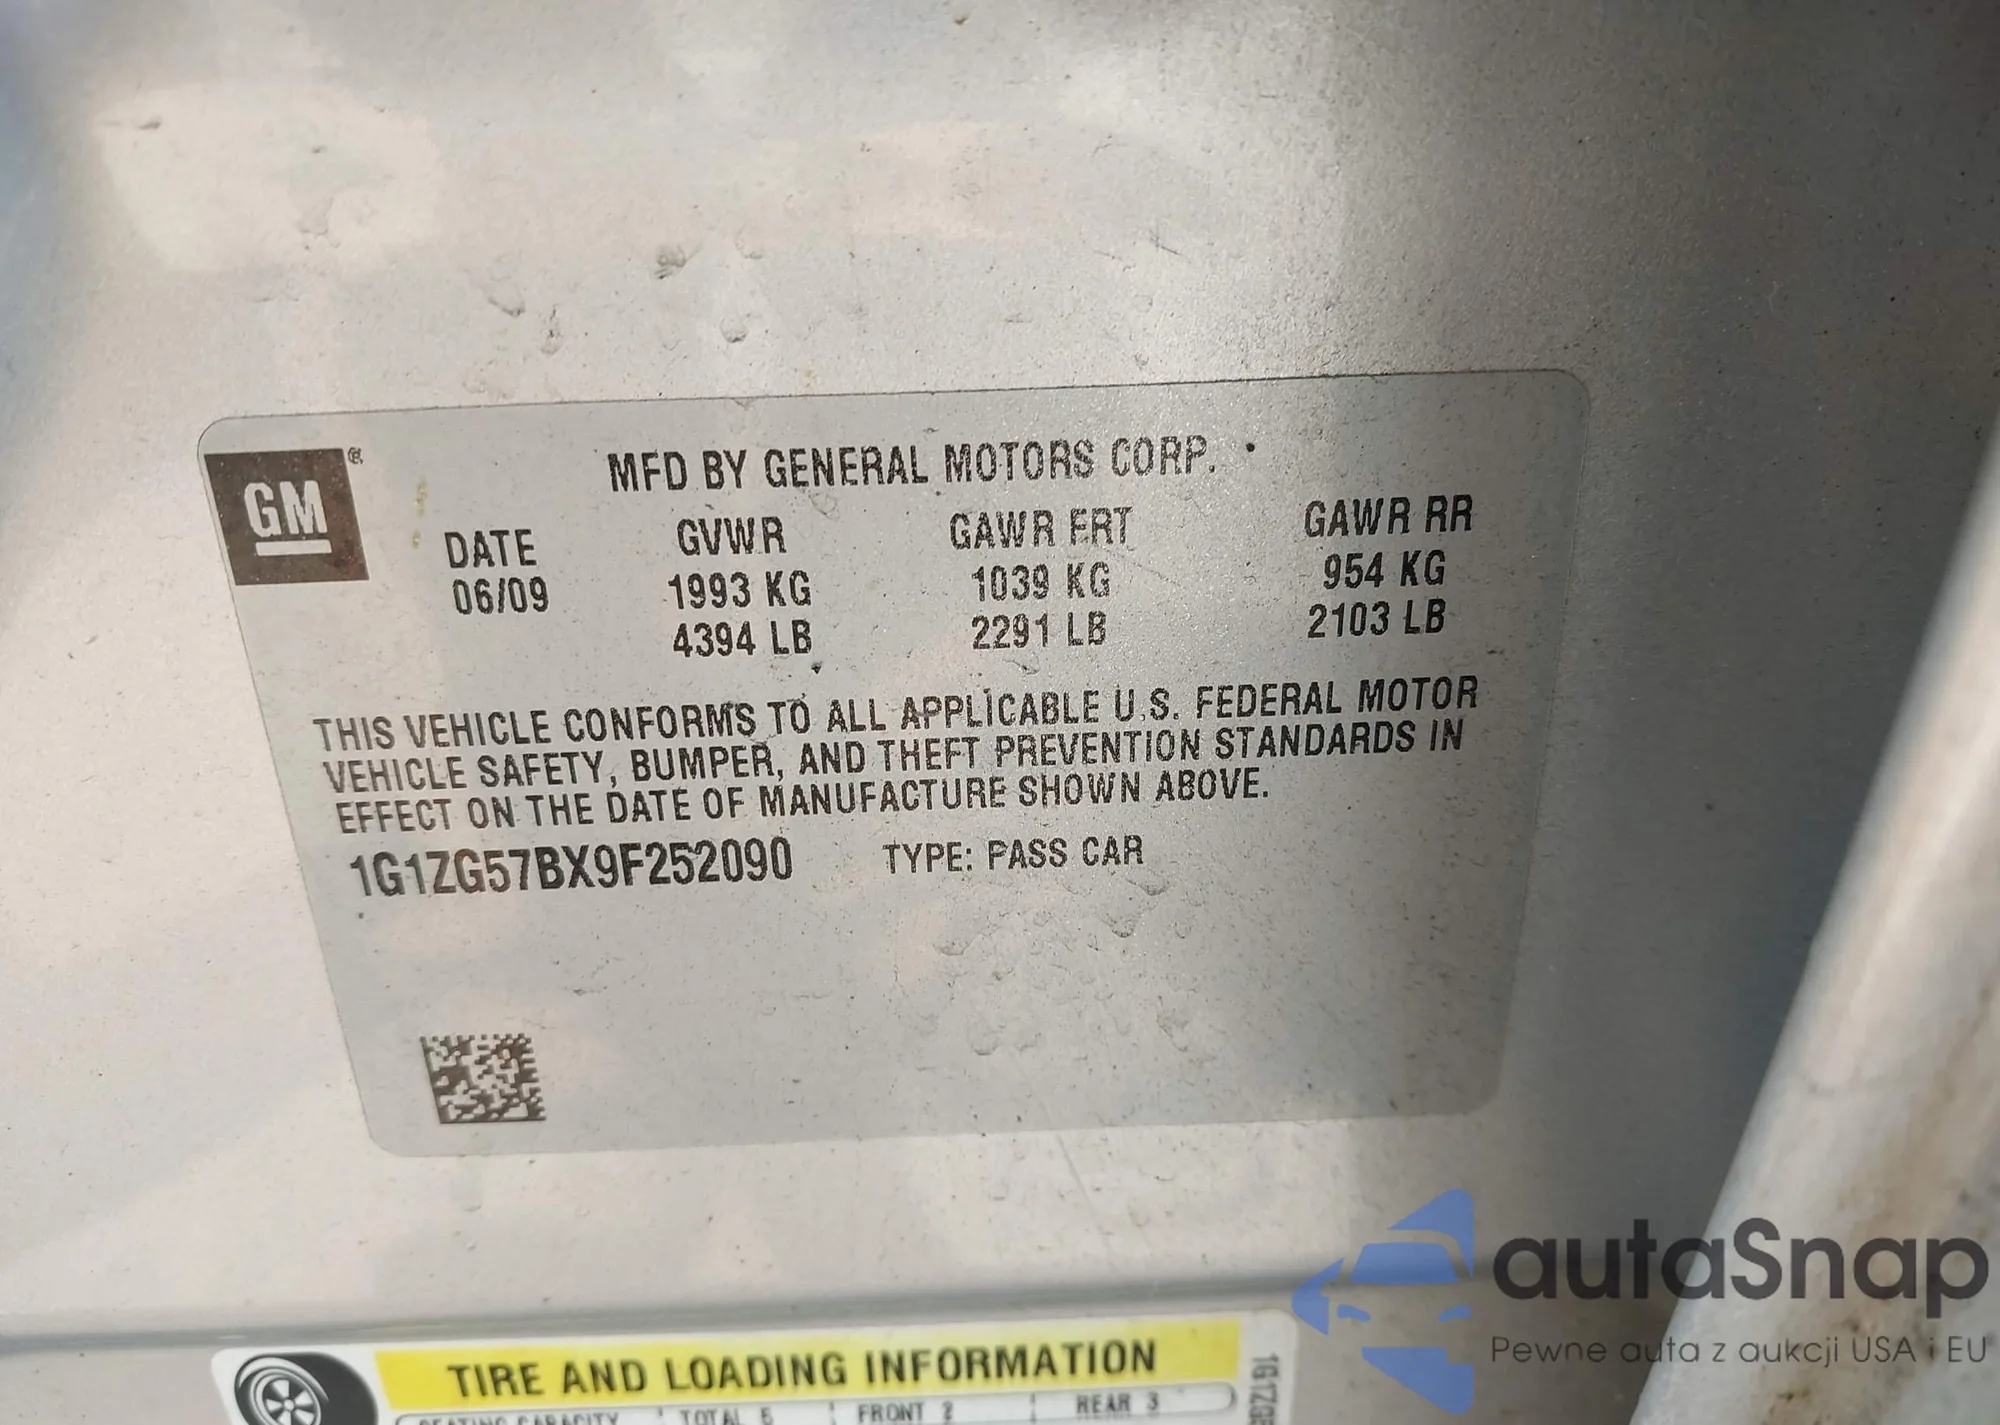 GM ®
MFD BY GENERAL MOTORS CORP.
DATE GVWR GAWR FRT GAWR RR
06/09 1993 KG 1039 KG 954 KG
4394 LB 2291 LB 2103 LB
THIS VEHICLE CONFORMS TO ALL APPLICABLE U.S. FEDERAL MOTOR
VEHICLE SAFETY, BUMPER, AND THEFT PREVENTION STANDARDS IN
EFFECT ON THE DATE OF MANUFACTURE SHOWN ABOVE.
1G1ZG57BX9F252090 TYPE: PASS CAR
autaSnap
Pewne auta z aukcji USA i EU
TIRE AND LOADING INFORMATION
SEATING CAPACITY TOTAL 5 FRONT 2 REAR 3